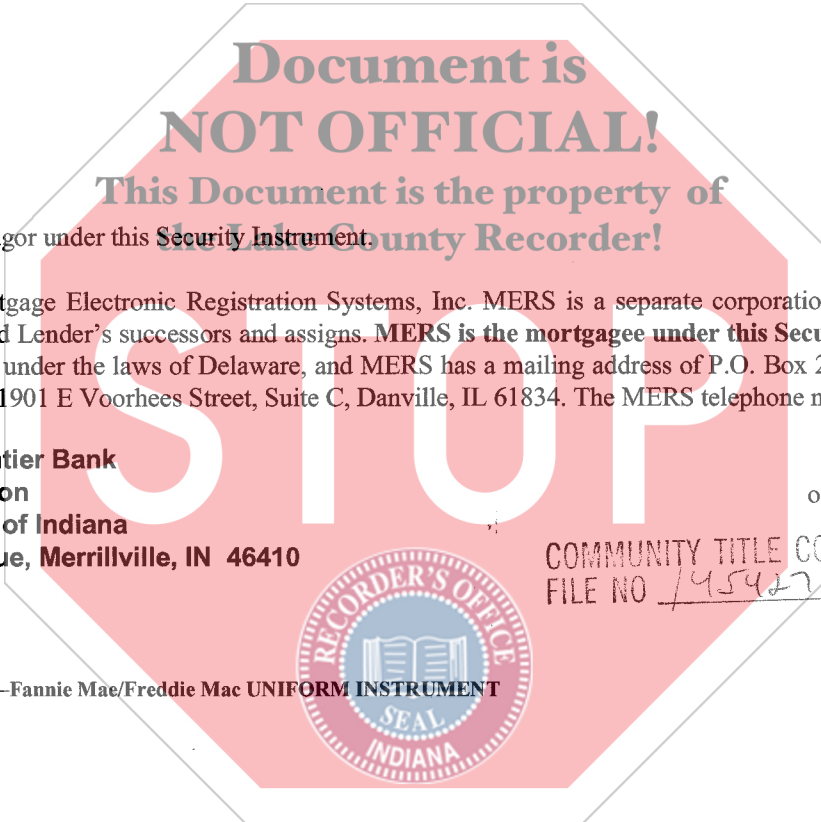 Document is
NOT OFFICIAL!
This Document is the property of
the Lake County Recorder!
gor under this Security Instrument.
tgage Electronic Registration Systems, Inc. MERS is a separate corporatio
d Lender's successors and assigns. MERS is the mortgagee under this Secu
under the laws of Delaware, and MERS has a mailing address of P.O. Box 2
1901 E Voorhees Street, Suite C, Danville, IL 61834. The MERS telephone n
STOP
tier Bank
on
o
of Indiana
ue, Merrillville, IN 46410
COMMUNITY TITLE CO
FILE NO 145427
RECORDER'S OFFICE
–Fannie Mae/Freddie Mac UNIFORM INSTRUMENT
SEAL
INDIANA